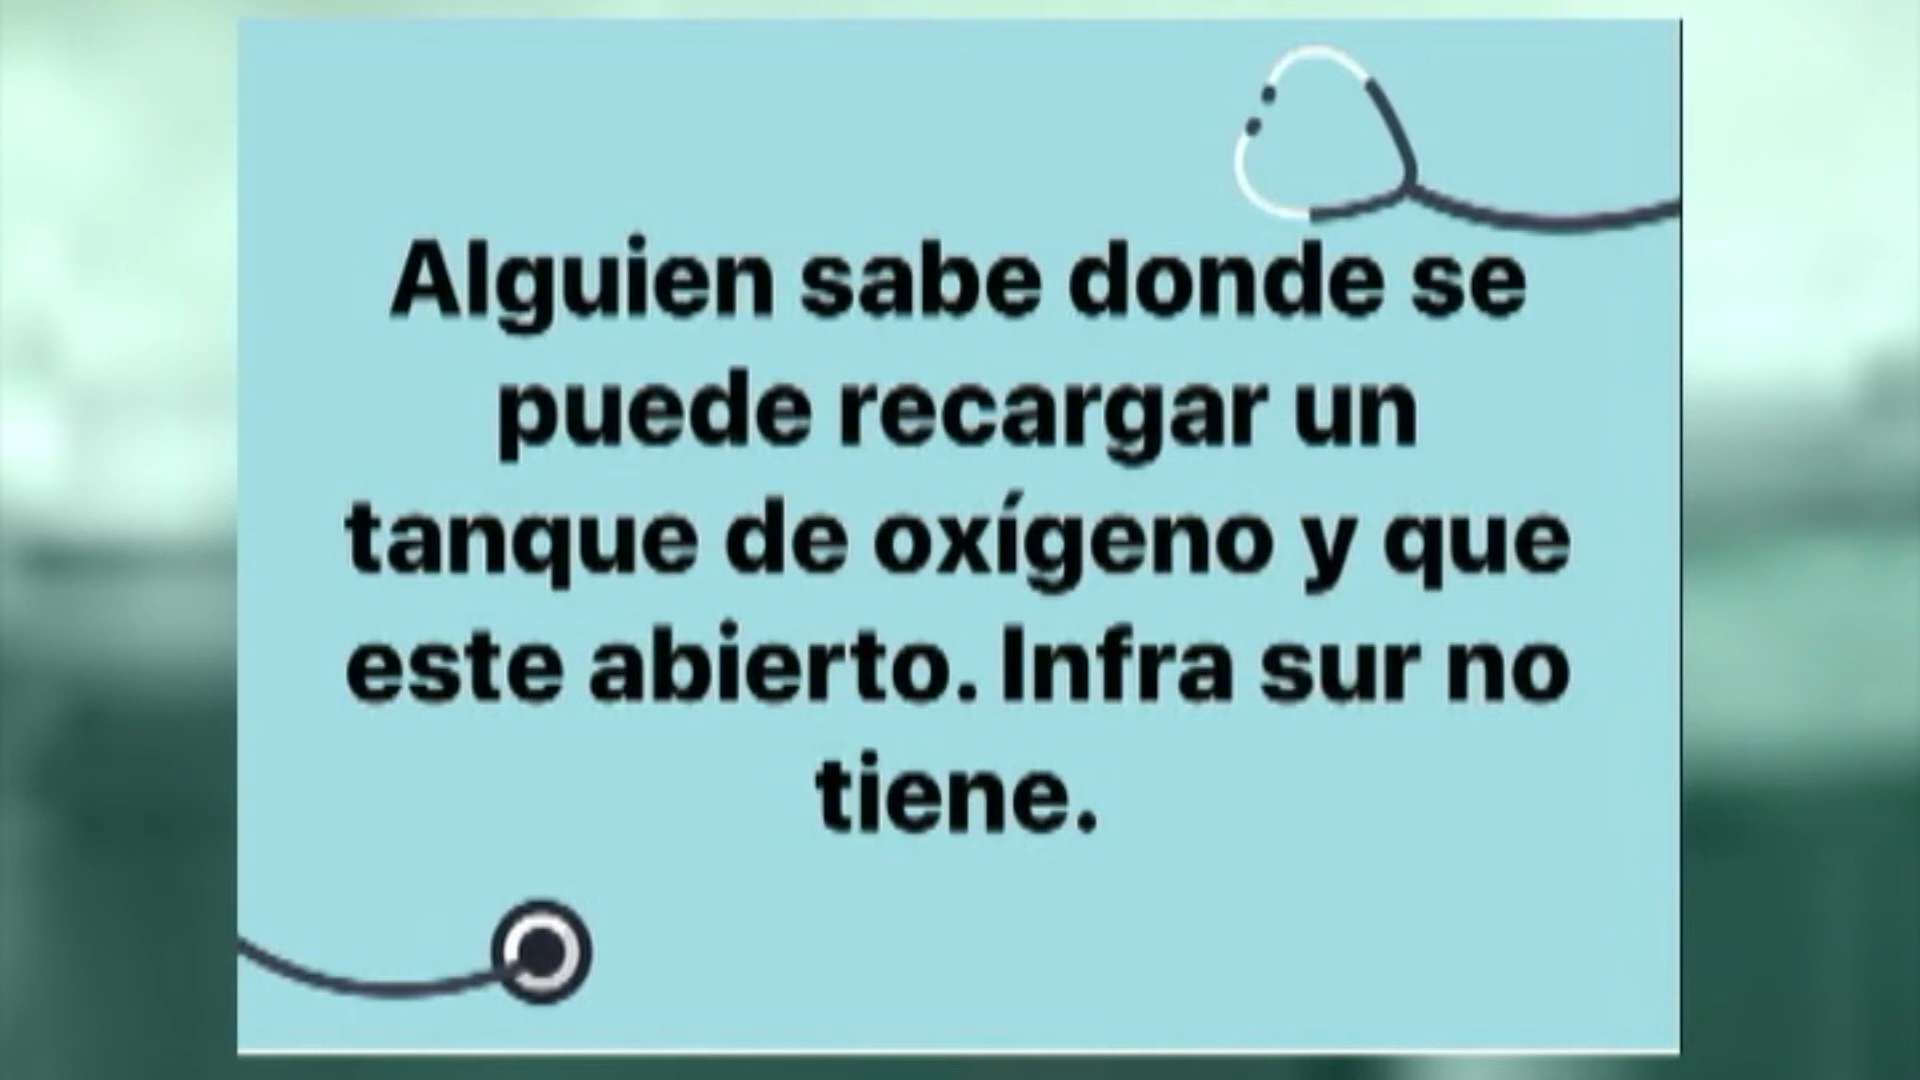 Alguien sabe donde se
puede recargar un
tanque de oxígeno y que
este abierto. Infra sur no
tiene.